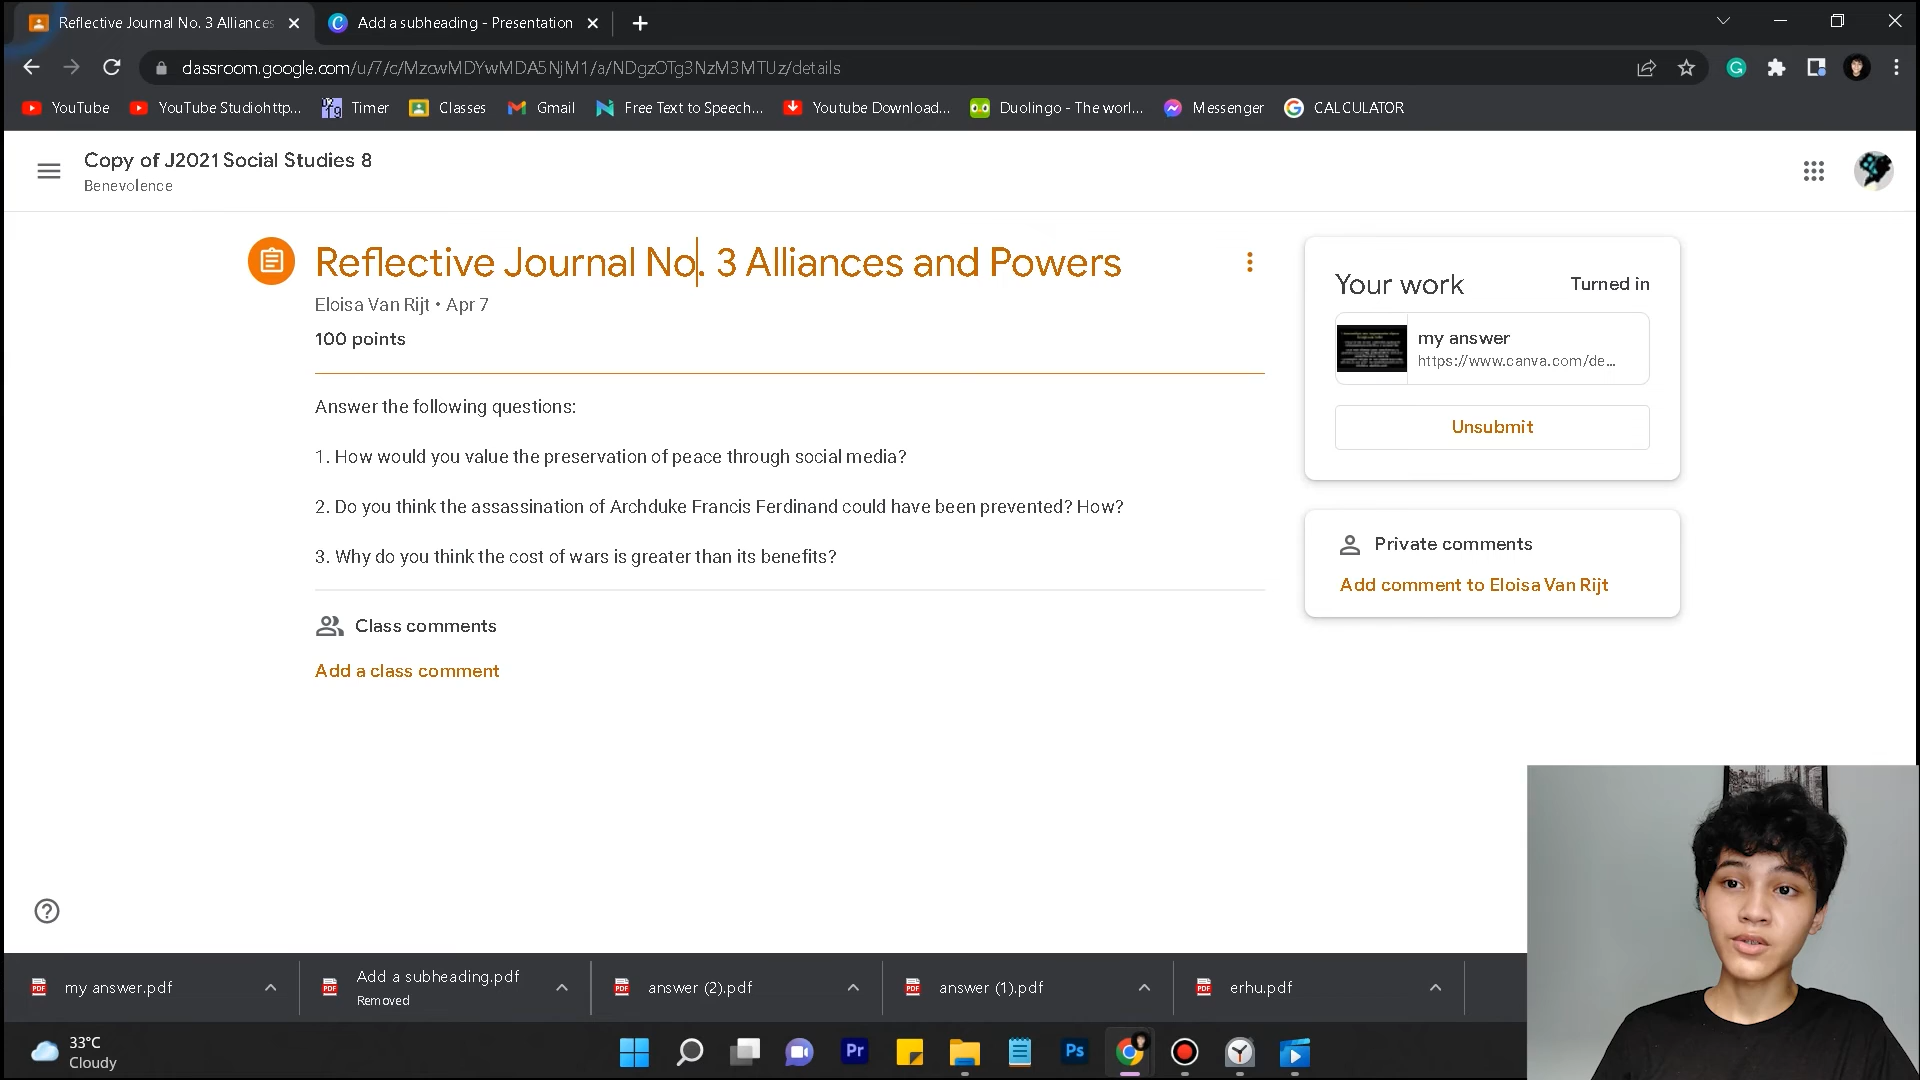 Reflective Journal No. 3 Alliances
Add a subheading - Presentation
classroom.google.com/u/7/c/MzcwMDYwMDA5NjM1/a/NDgzOTg3NzM3MTUz/details
YouTube
YouTube Studiohttp...
Timer
Classes
Gmail
Free Text to Speech...
Youtube Download...
Duolingo - The worl...
Messenger
CALCULATOR
Copy of J2021 Social Studies 8
Benevolence
Reflective Journal No. 3 Alliances and Powers
Eloisa Van Rijt • Apr 7
100 points
Answer the following questions:
1. How would you value the preservation of peace through social media?
2. Do you think the assassination of Archduke Francis Ferdinand could have been prevented? How?
3. Why do you think the cost of wars is greater than its benefits?
Class comments
Add a class comment
Your work
Turned in
my answer
https://www.canva.com/de...
Unsubmit
Private comments
Add comment to Eloisa Van Rijt
my answer.pdf
Add a subheading.pdf
Removed
answer (2).pdf
answer (1).pdf
erhu.pdf
33°C
Cloudy
Pr
Ps